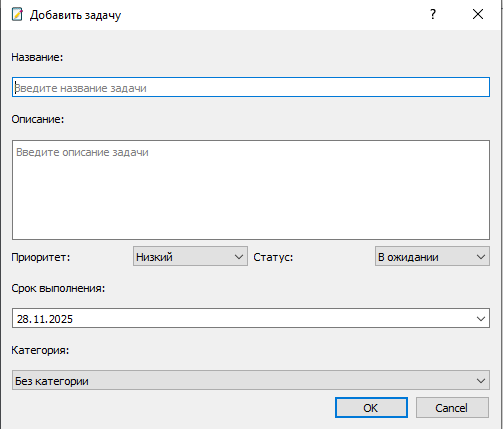 Добавить задачу ?
Название:
Введите название задачи
Описание:
Введите описание задачи
Приоритет: Низкий Статус: В ожидании
Срок выполнения:
28.11.2025
Категория:
Без категории
OK Cancel